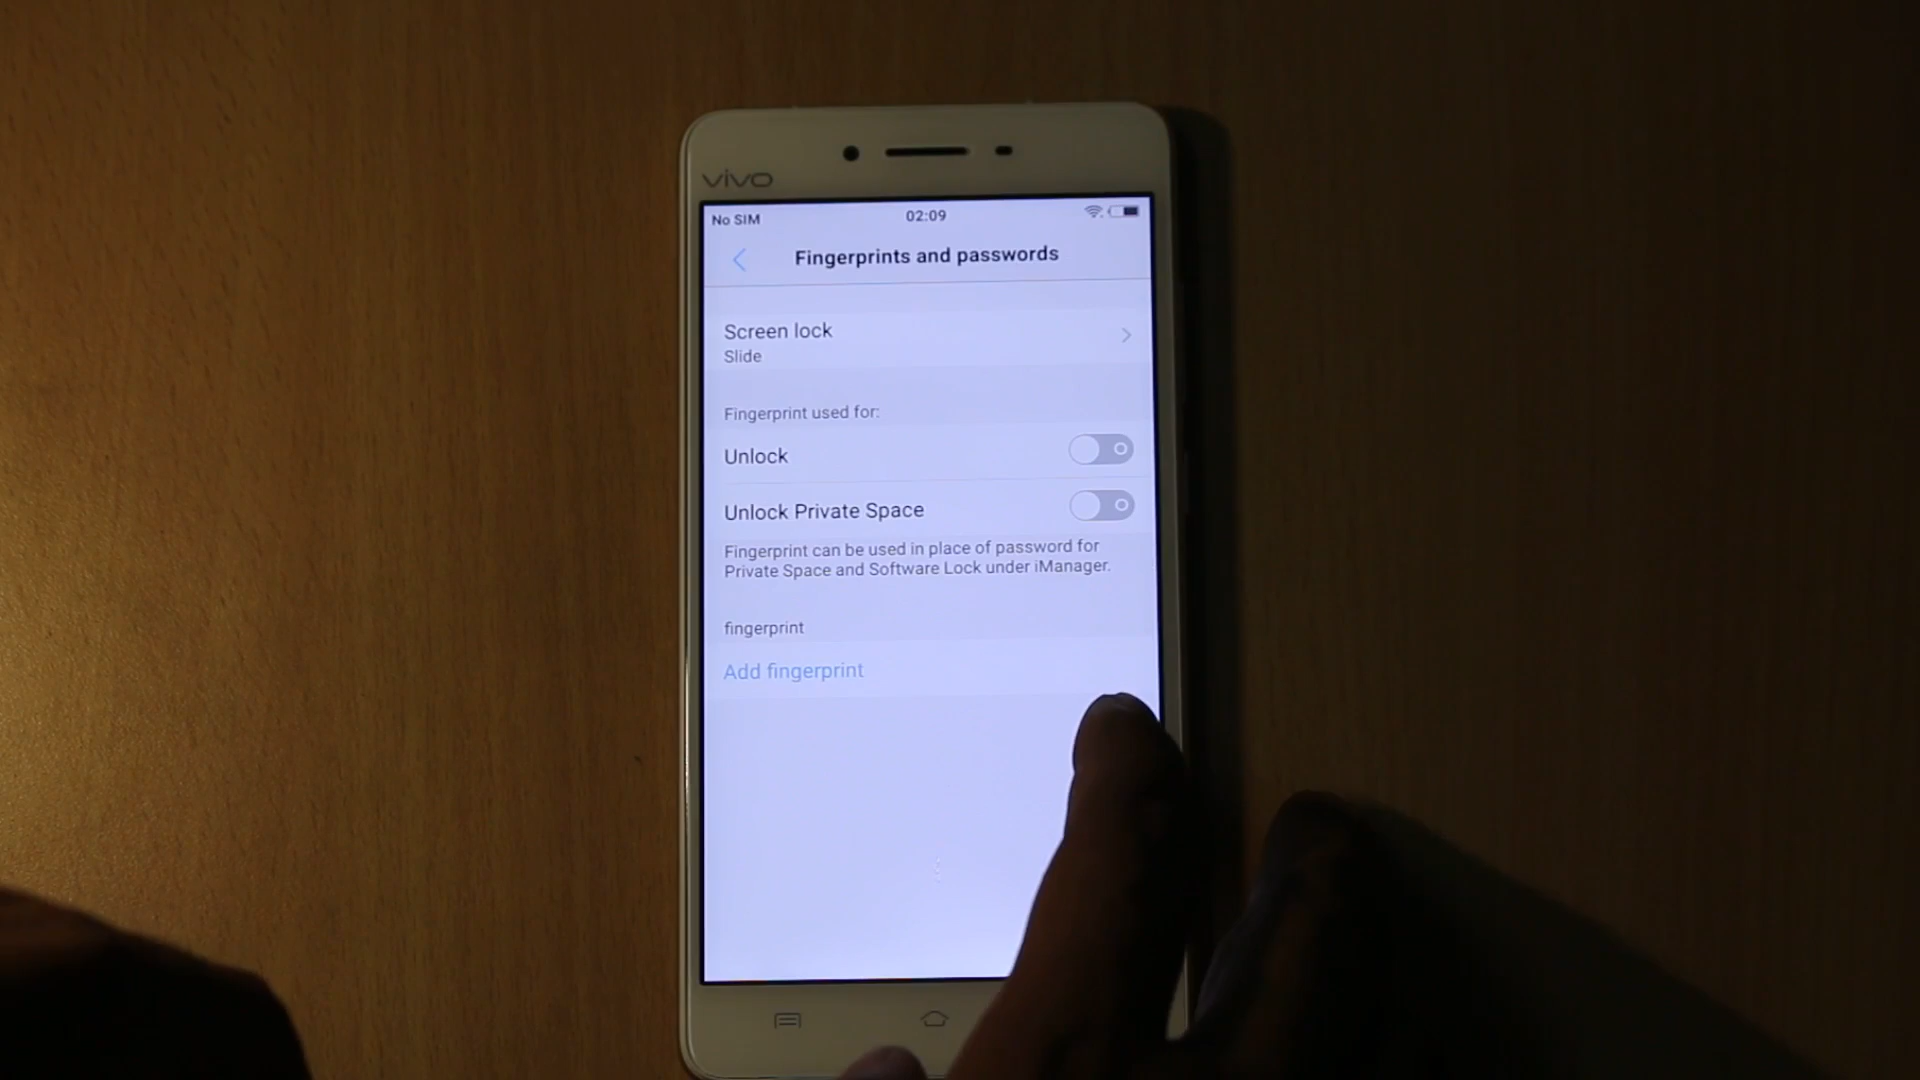 vivo
No SIM 02:09
Fingerprints and passwords
Screen lock
Slide
Fingerprint used for:
Unlock
Unlock Private Space
Fingerprint can be used in place of password for
Private Space and Software Lock under iManager.
fingerprint
Add fingerprint